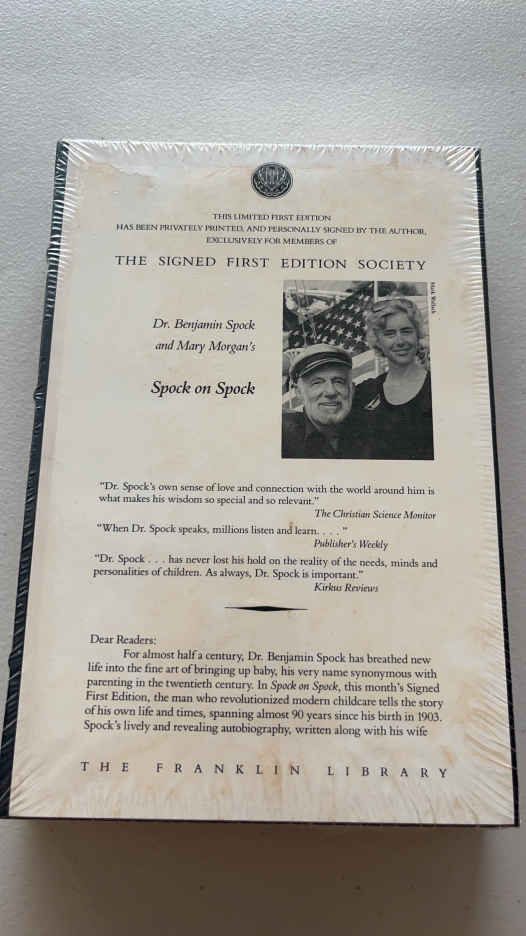 THIS LIMITED FIRST EDITION
HAS BEEN PRIVATELY PRINTED, AND PERSONALLY SIGNED BY THE AUTHOR,
EXCLUSIVELY FOR MEMBERS OF
THE SIGNED FIRST EDITION SOCIETY
Mark Wallach
Dr. Benjamin Spock
and Mary Morgan's
Spock on Spock
“Dr. Spock's own sense of love and connection with the world around him is
what makes his wisdom so special and so relevant.”
The Christian Science Monitor
“When Dr. Spock speaks, millions listen and learn. . . . ”
Publisher's Weekly
“Dr. Spock . . . has never lost his hold on the reality of the needs, minds and
personalities of children. As always, Dr. Spock is important.”
Kirkus Reviews
Dear Readers:
For almost half a century, Dr. Benjamin Spock has breathed new
life into the fine art of bringing up baby, his very name synonymous with
parenting in the twentieth century. In Spock on Spock, this month's Signed
First Edition, the man who revolutionized modern childcare tells the story
of his own life and times, spanning almost 90 years since his birth in 1903.
Spock's lively and revealing autobiography, written along with his wife
THE FRANKLIN LIBRARY